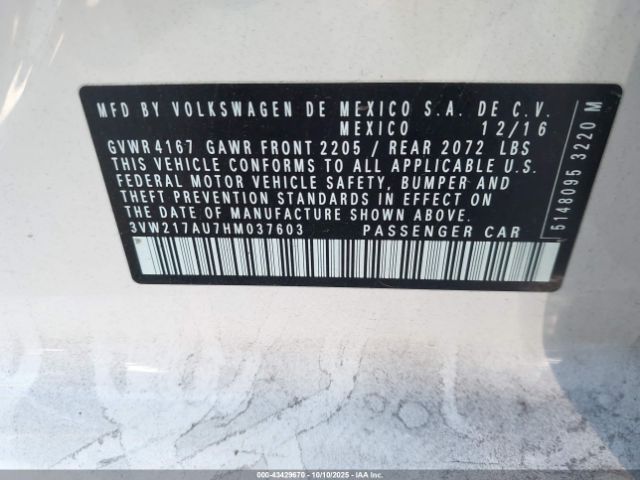 MFD BY VOLKSWAGEN DE MEXICO S.A. DE C.V.
MEXICO 12/16
GVWR 4167 GAWR FRONT 2205 / REAR 2072 LBS
THIS VEHICLE CONFORMS TO ALL APPLICABLE U.S.
FEDERAL MOTOR VEHICLE SAFETY, BUMPER AND
THEFT PREVENTION STANDARDS IN EFFECT ON
THE DATE OF MANUFACTURE SHOWN ABOVE.
3VW217AU7HM037603 PASSENGER CAR
5148095 3220 M
000-43429670 • 10/10/2025 • IAAI.com